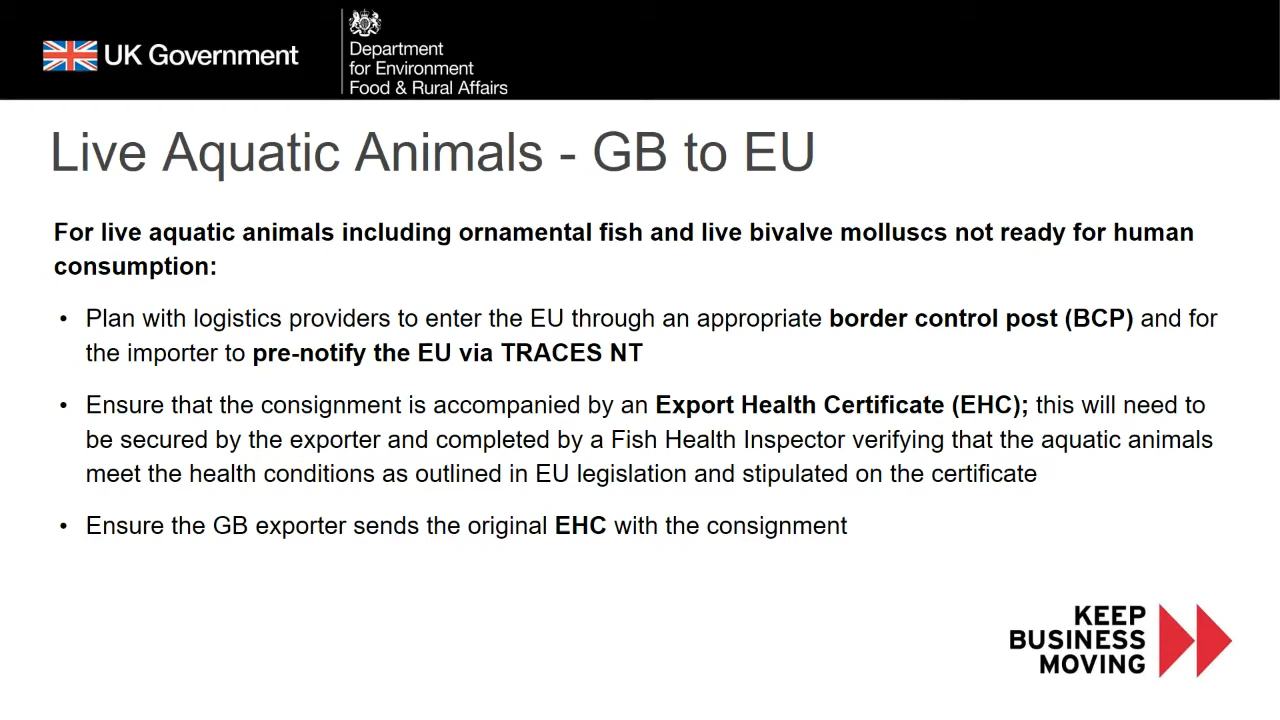 UK Government
Department
for Environment
Food & Rural Affairs
Live Aquatic Animals - GB to EU
For live aquatic animals including ornamental fish and live bivalve molluscs not ready for human
consumption:
• Plan with logistics providers to enter the EU through an appropriate border control post (BCP) and for
the importer to pre-notify the EU via TRACES NT
• Ensure that the consignment is accompanied by an Export Health Certificate (EHC); this will need to
be secured by the exporter and completed by a Fish Health Inspector verifying that the aquatic animals
meet the health conditions as outlined in EU legislation and stipulated on the certificate
• Ensure the GB exporter sends the original EHC with the consignment
KEEP
BUSINESS
MOVING